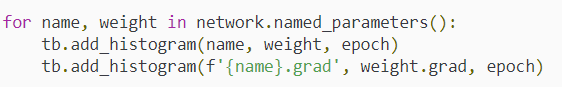 for name, weight in network.named_parameters():
    tb.add_histogram(name, weight, epoch)
    tb.add_histogram(f'{name}.grad', weight.grad, epoch)